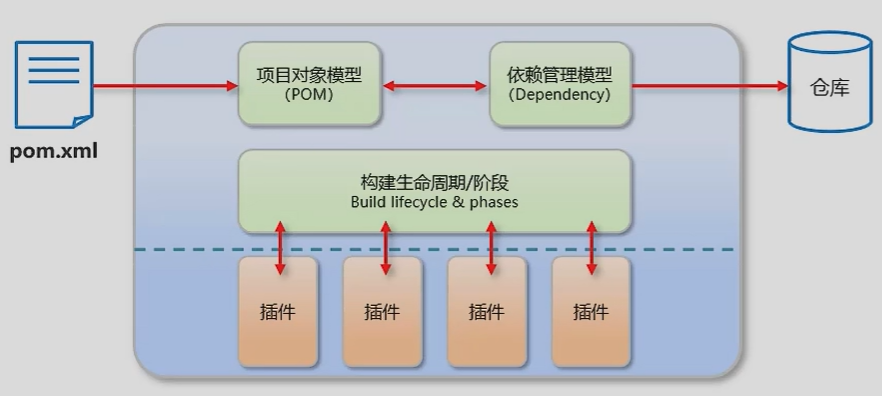 项目对象模型
（POM）
依赖管理模型
（Dependency）
仓库
pom.xml
构建生命周期/阶段
Build lifecycle & phases
插件
插件
插件
插件